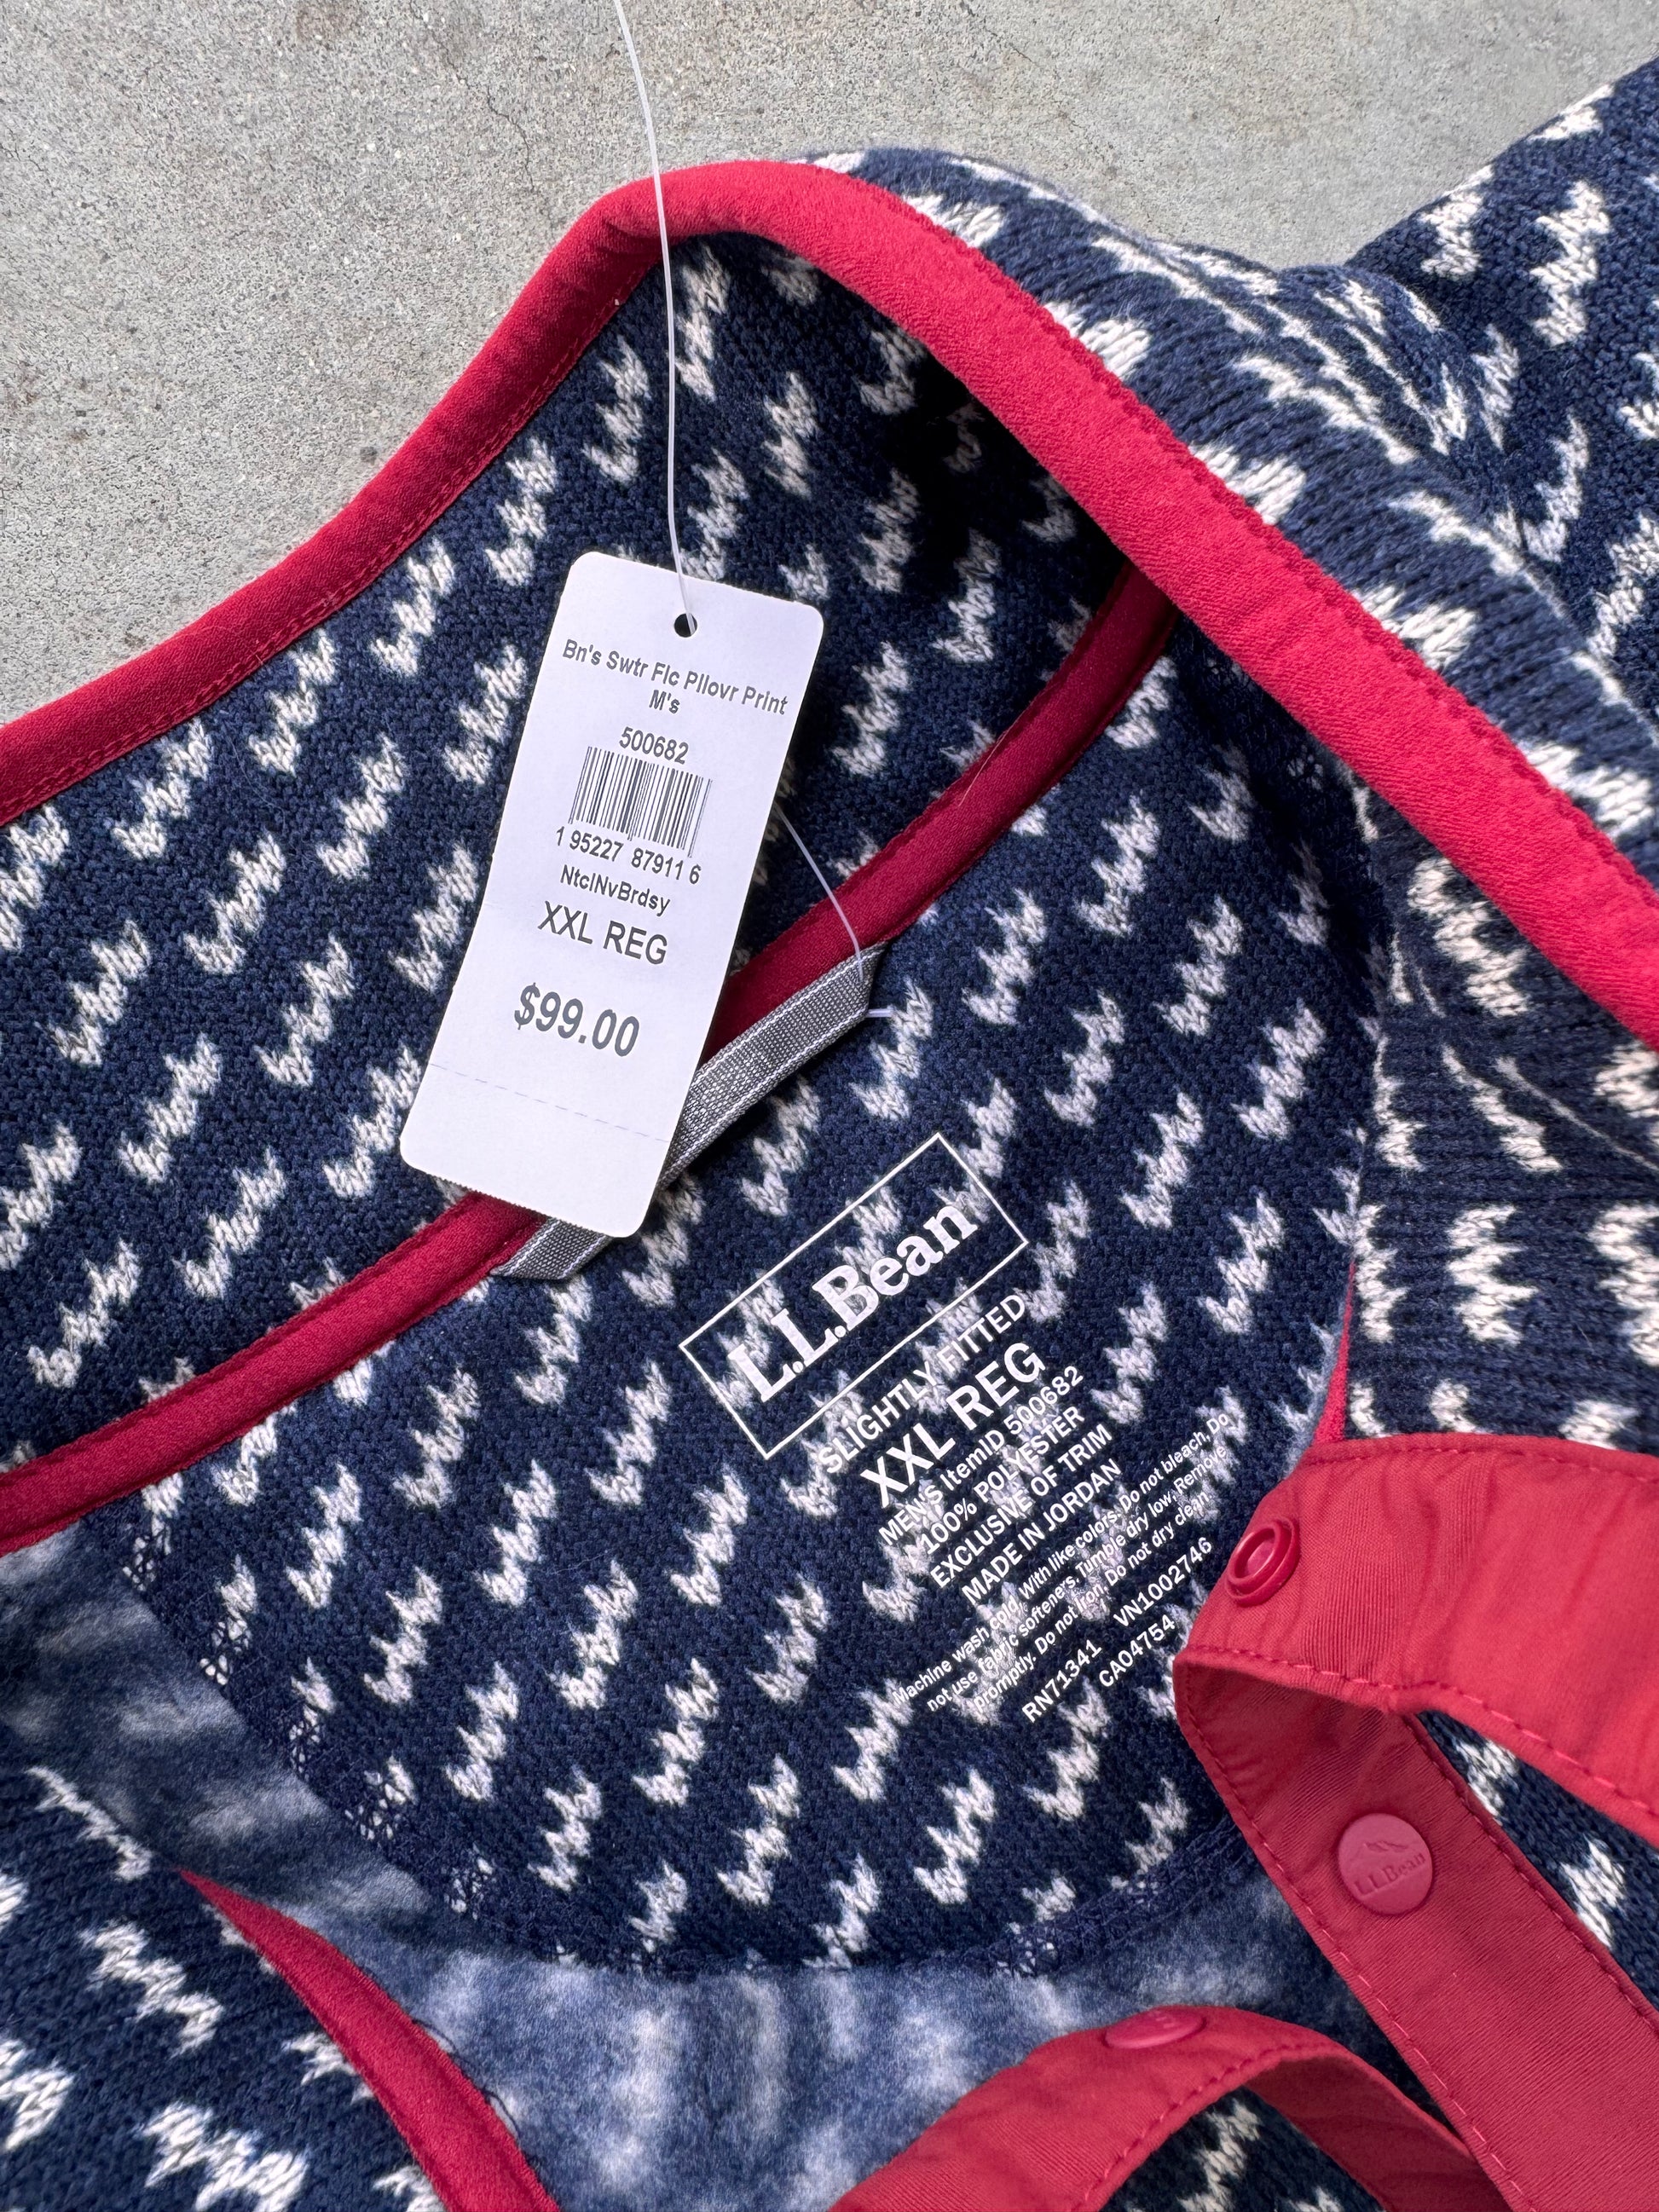 Bn's Swtr Flc Pllovr Print
M's
500682
1 95227 87911 6
NtclNvBrdsy
XXL REG
$99.00
L.L.Bean
SLIGHTLY FITTED
XXL REG
MEN'S ItemID 500682
100% POLYESTER
EXCLUSIVE OF TRIM
MADE IN JORDAN
Machine wash cold. With like colors. Do not bleach. Do
not use fabric softeners. Tumble dry low. Remove
promptly. Do not iron. Do not dry clean.
RN71341 VN1002746
CA04754
L.L.Bean